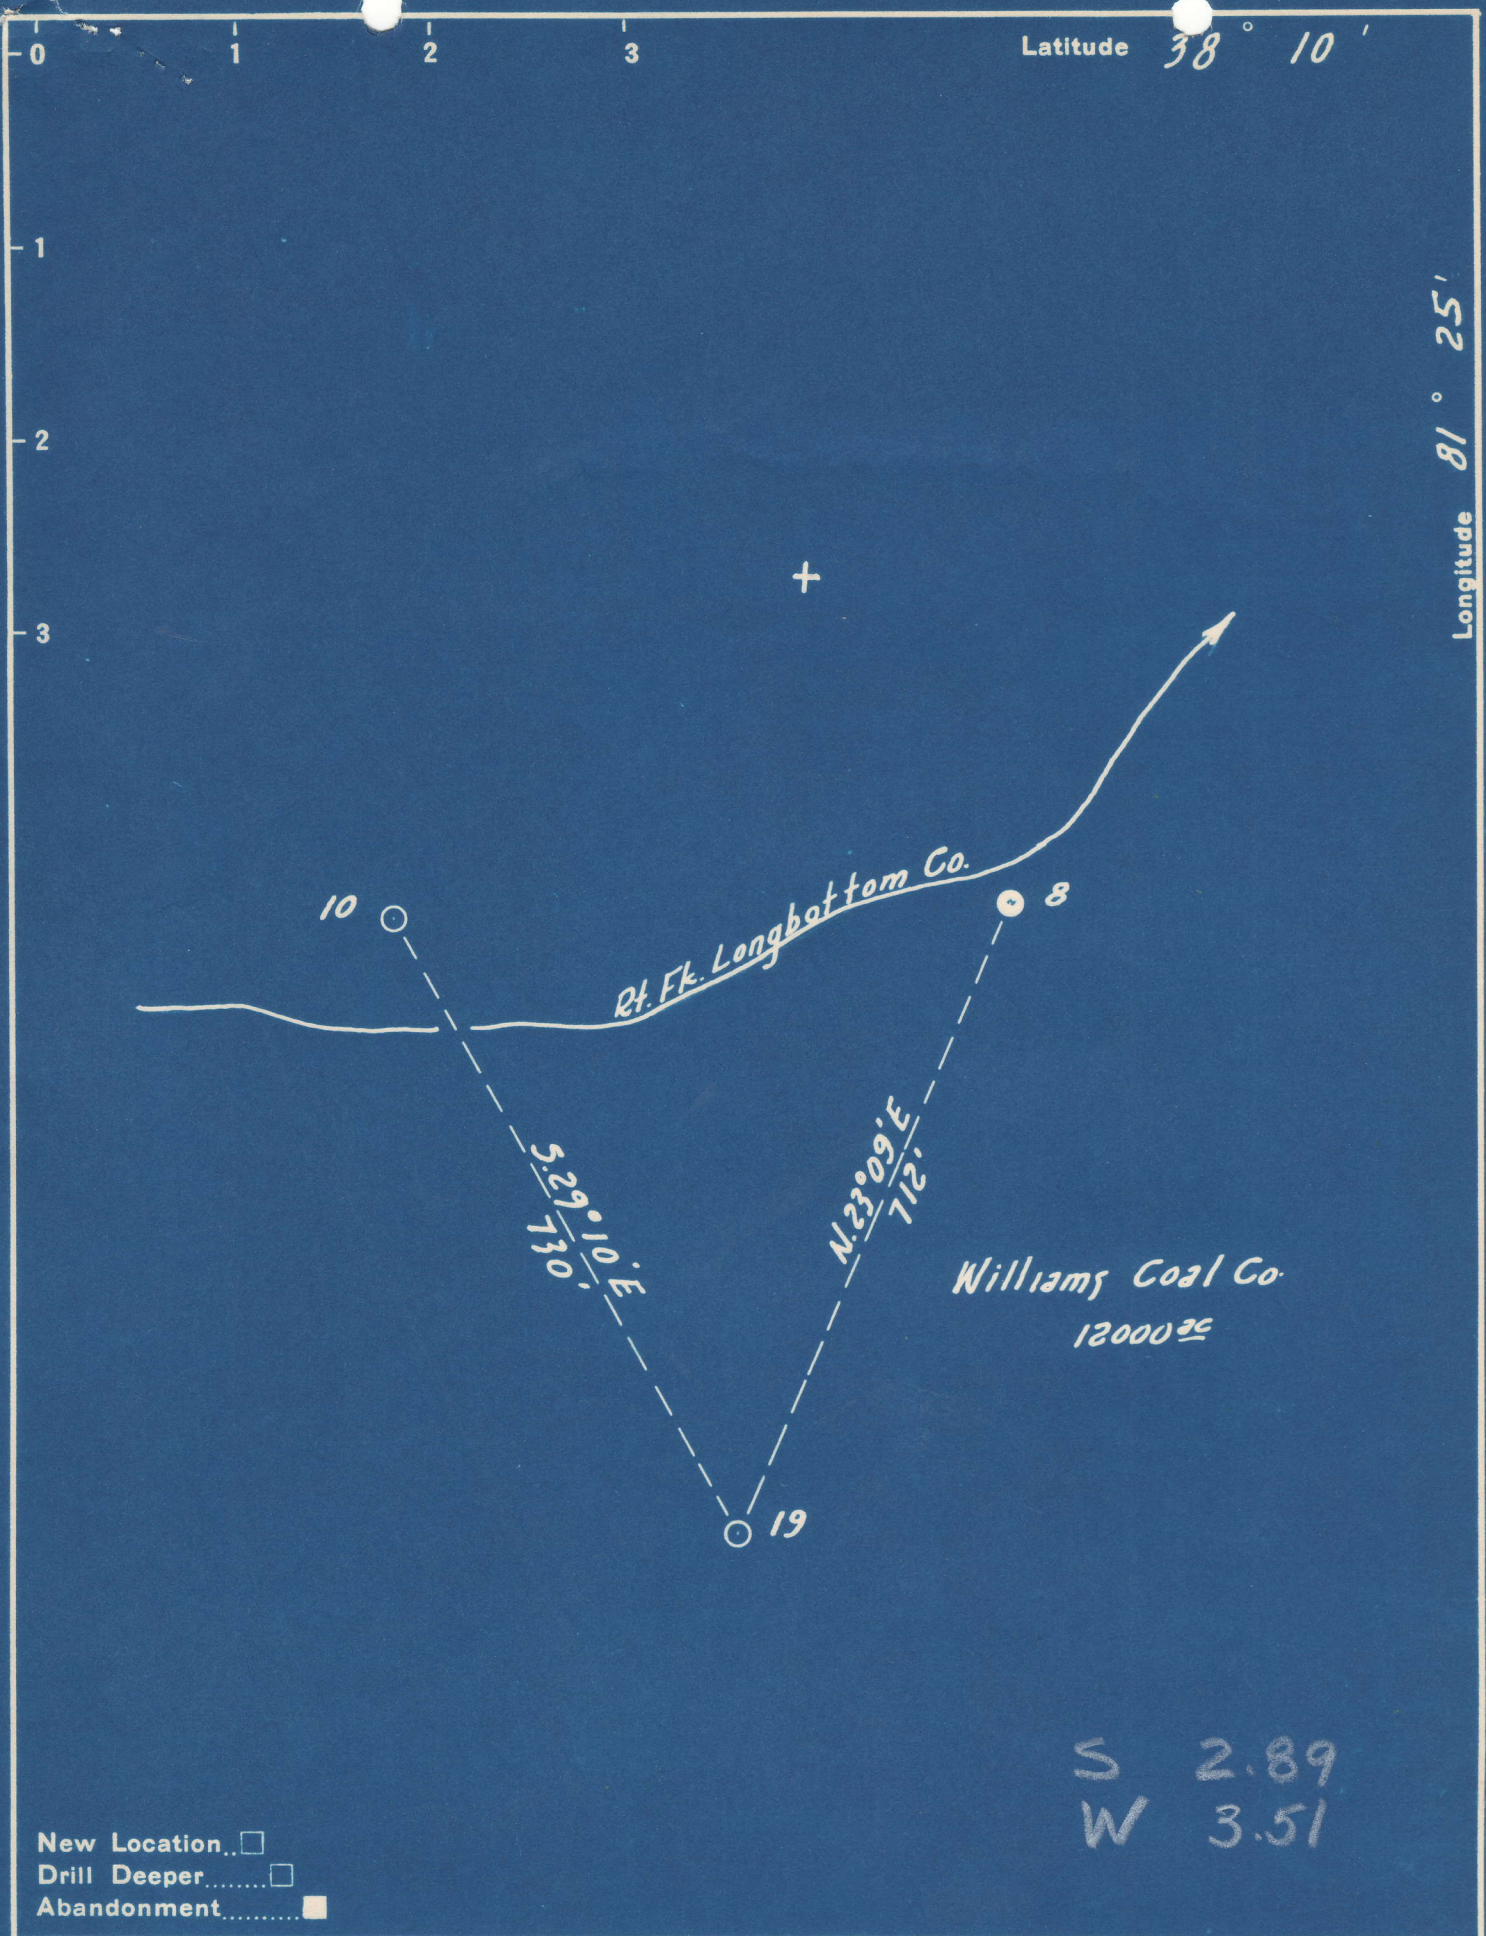 0 1 2 3 Latitude 38° 10'
1
2
3
Longitude 81° 25'
Rt. Fk. Longbottom Co.
10
8
S.29°10'E
730'
N.23°09'E
712'
Williams Coal Co.
12000 ac
19
S 2.89
W 3.51
New Location..
Drill Deeper........
Abandonment..........